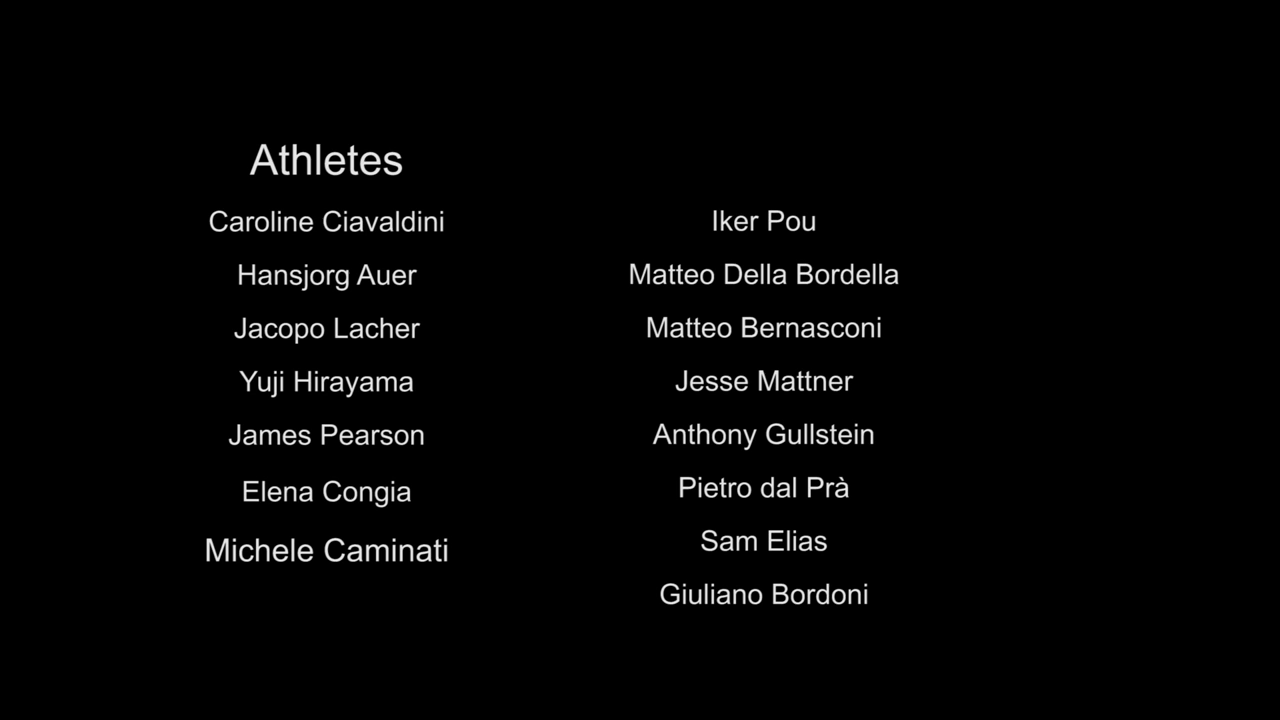 Athletes
Caroline Ciavaldini
Hansjorg Auer
Jacopo Lacher
Yuji Hirayama
James Pearson
Elena Congia
Michele Caminati
Iker Pou
Matteo Della Bordella
Matteo Bernasconi
Jesse Mattner
Anthony Gullstein
Pietro dal Prà
Sam Elias
Giuliano Bordoni